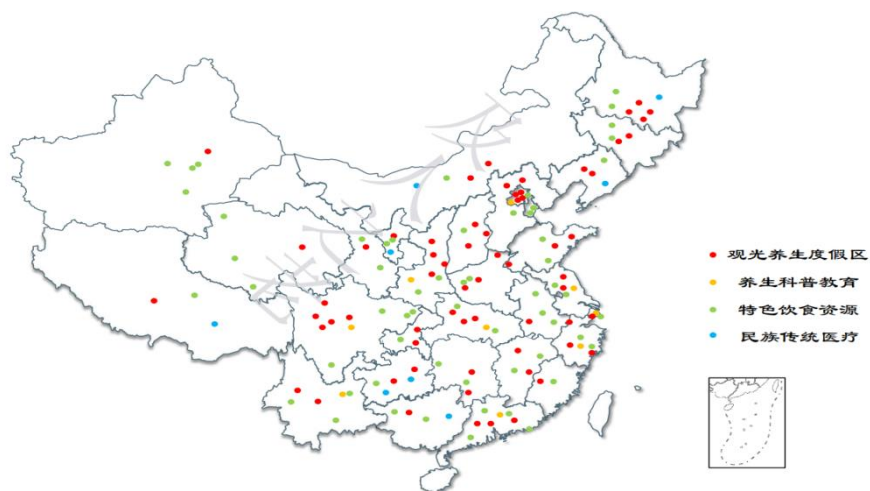 观光养生度假区
养生科普教育
特色饮食资源
民族传统医疗